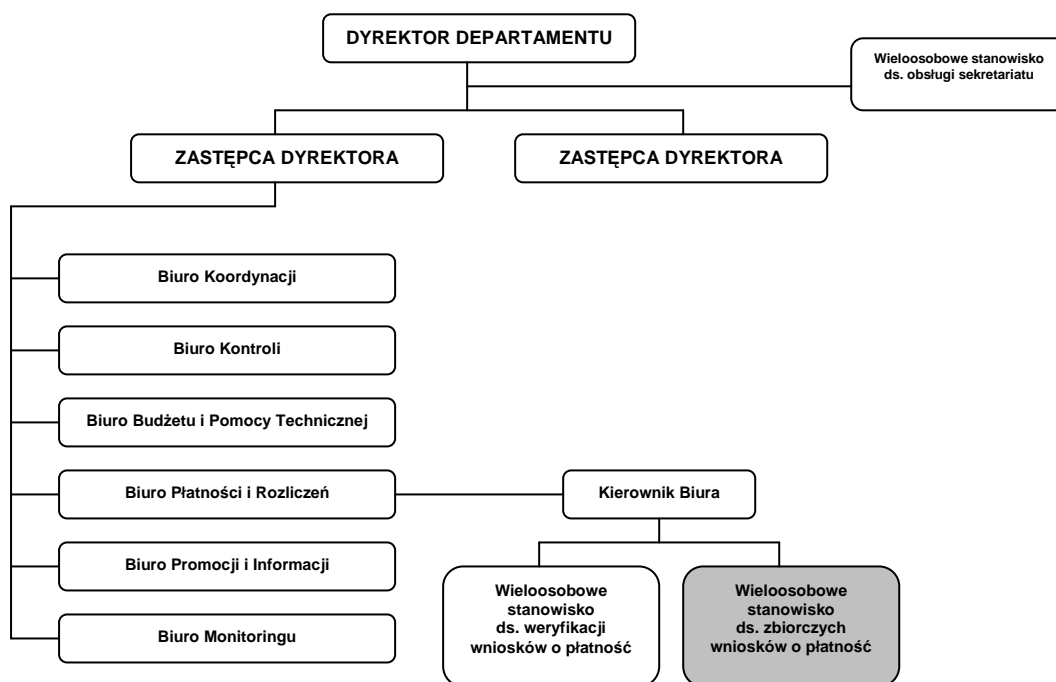 DYREKTOR DEPARTAMENTU
Wieloosobowe stanowisko
ds. obsługi sekretariatu
ZASTĘPCA DYREKTORA
ZASTĘPCA DYREKTORA
Biuro Koordynacji
Biuro Kontroli
Biuro Budżetu i Pomocy Technicznej
Biuro Płatności i Rozliczeń
Kierownik Biura
Biuro Promocji i Informacji
Biuro Monitoringu
Wieloosobowe
stanowisko
ds. weryfikacji
wniosków o płatność
Wieloosobowe
stanowisko
ds. zbiorczych
wniosków o płatność